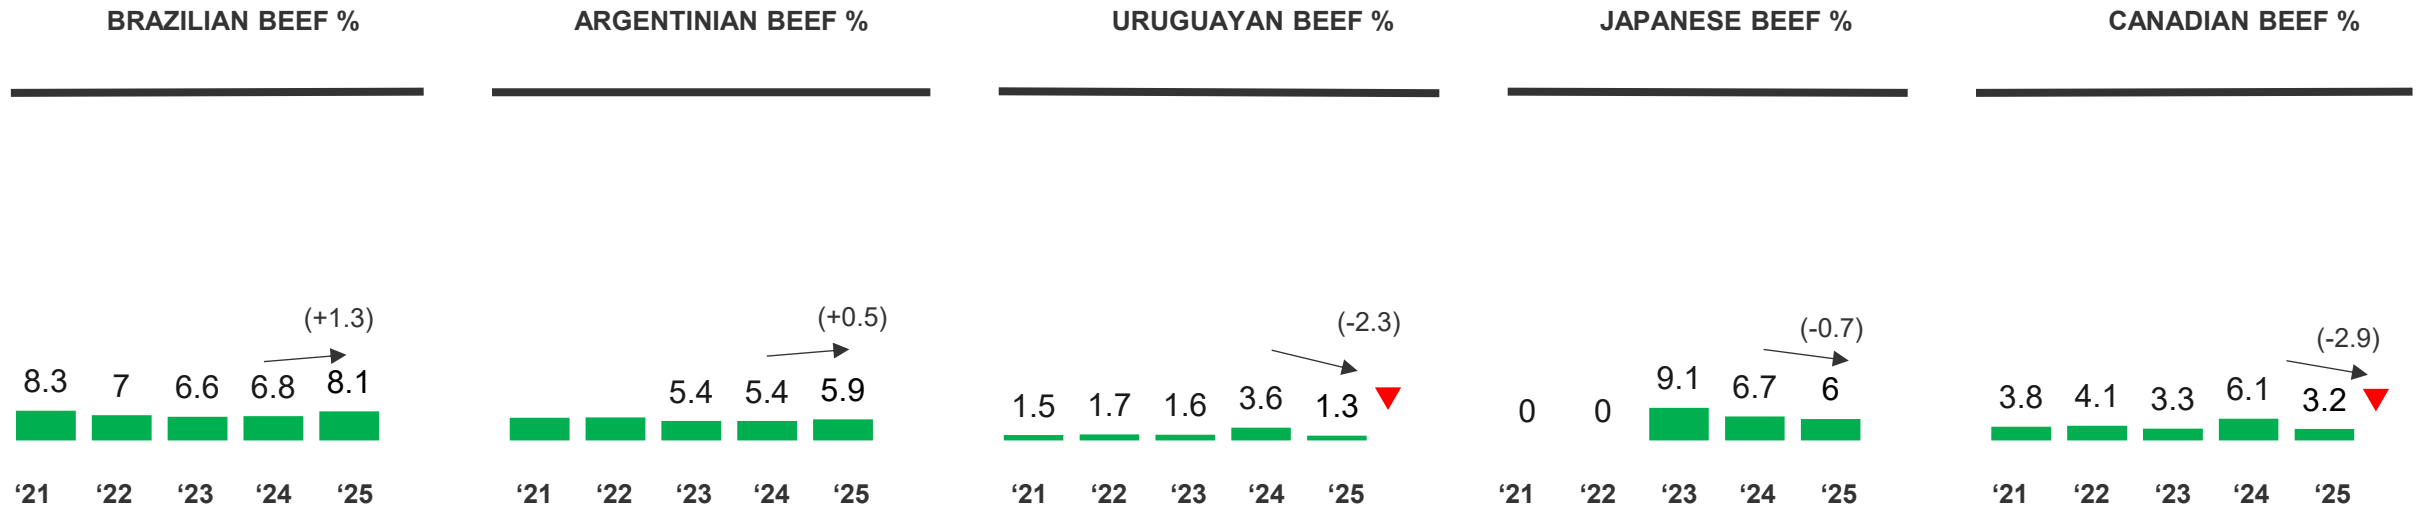 BRAZILIAN BEEF %
ARGENTINIAN BEEF %
URUGUAYAN BEEF %
JAPANESE BEEF %
CANADIAN BEEF %
(+1.3)
8.3 7 6.6 6.8 8.1
‘21 ‘22 ‘23 ‘24 ‘25
(+0.5)
5.4 5.4 5.9
‘21 ‘22 ‘23 ‘24 ‘25
(-2.3)
1.5 1.7 1.6 3.6 1.3
‘21 ‘22 ‘23 ‘24 ‘25
(-0.7)
0 0 9.1 6.7 6
‘21 ‘22 ‘23 ‘24 ‘25
(-2.9)
3.8 4.1 3.3 6.1 3.2
‘21 ‘22 ‘23 ‘24 ‘25